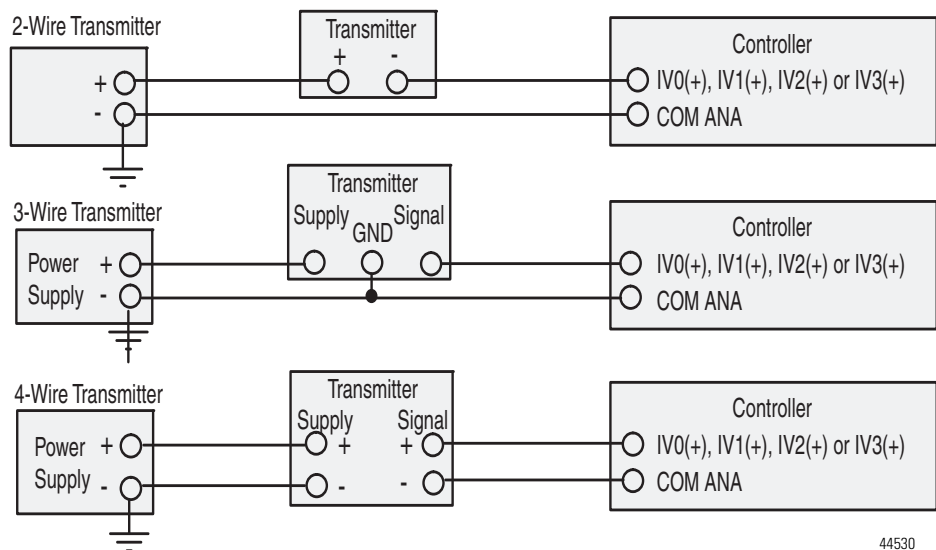 2-Wire Transmitter
Transmitter
+ -
Controller
+
-
IV0(+), IV1(+), IV2(+) or IV3(+)
COM ANA
3-Wire Transmitter
Transmitter
Supply GND Signal
Controller
Power Supply
+
-
IV0(+), IV1(+), IV2(+) or IV3(+)
COM ANA
4-Wire Transmitter
Transmitter
Supply Signal
Controller
Power Supply
+
-
+
-
+
-
IV0(+), IV1(+), IV2(+) or IV3(+)
COM ANA
44530